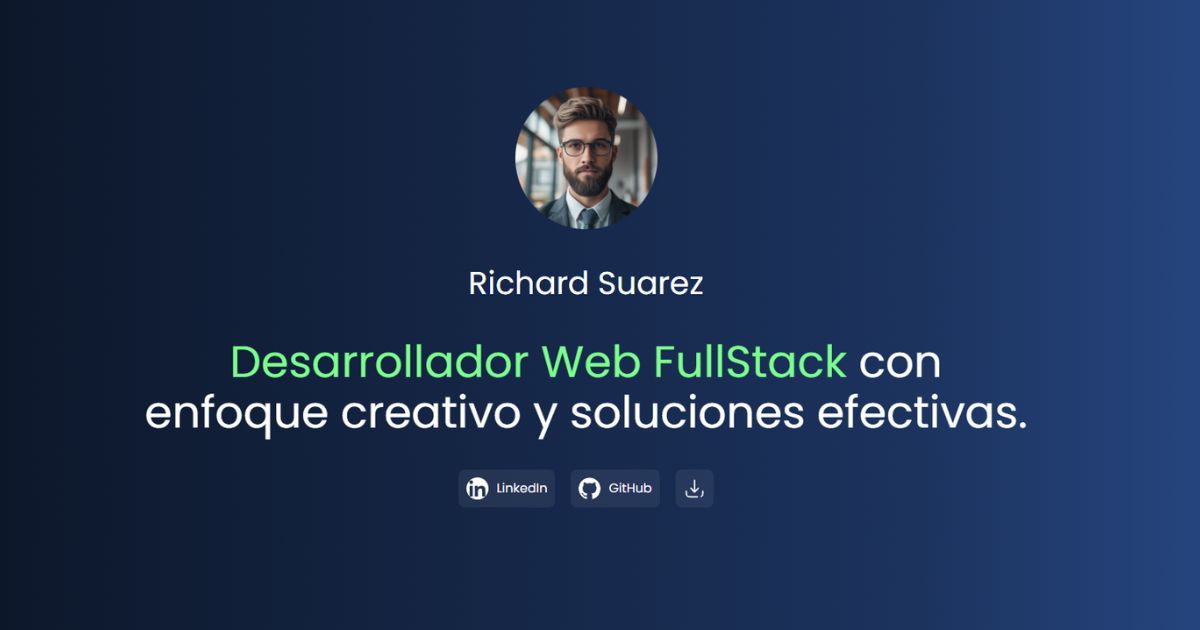 Richard Suarez
Desarrollador Web FullStack con
enfoque creativo y soluciones efectivas.
LinkedIn GitHub